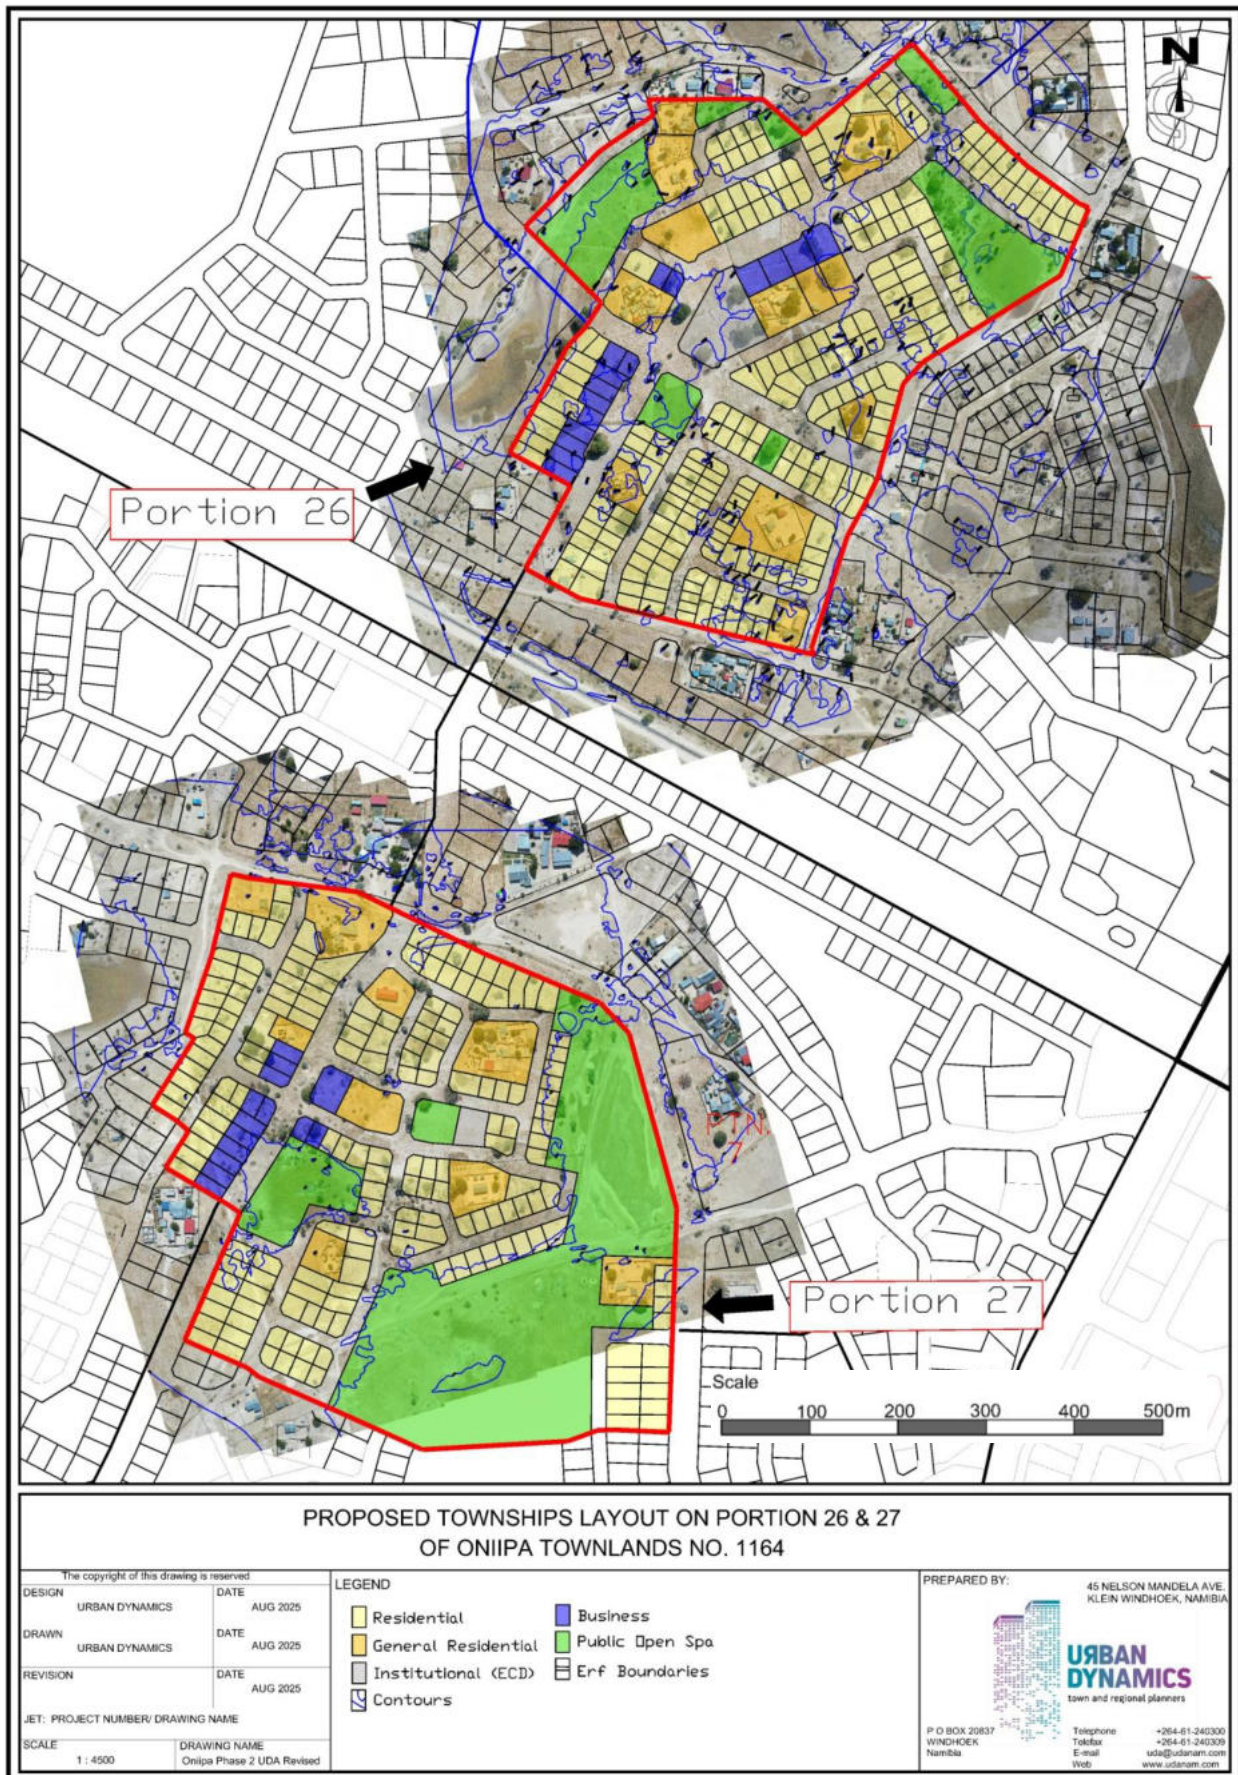 N
Portion 26
B
PTN.
7
Portion 27
Scale
0 100 200 300 400 500m
PROPOSED TOWNSHIPS LAYOUT ON PORTION 26 & 27
OF ONIIPA TOWNLANDS NO. 1164
The copyright of this drawing is reserved
DESIGN
URBAN DYNAMICS
DATE
AUG 2025
DRAWN
URBAN DYNAMICS
DATE
AUG 2025
REVISION
DATE
AUG 2025
JET: PROJECT NUMBER/ DRAWING NAME
SCALE
1 : 4500
DRAWING NAME
Oniipa Phase 2 UDA Revised
LEGEND
Residential
General Residential
Institutional (ECD)
Contours
Business
Public Open Spa
Erf Boundaries
PREPARED BY:
45 NELSON MANDELA AVE.
KLEIN WINDHOEK, NAMIBIA
URBAN
DYNAMICS
town and regional planners
P O BOX 20837
WINDHOEK
Namibia
Telephone +264-61-240300
Telefax +264-61-240309
E-mail uda@udanam.com
Web www.udanam.com